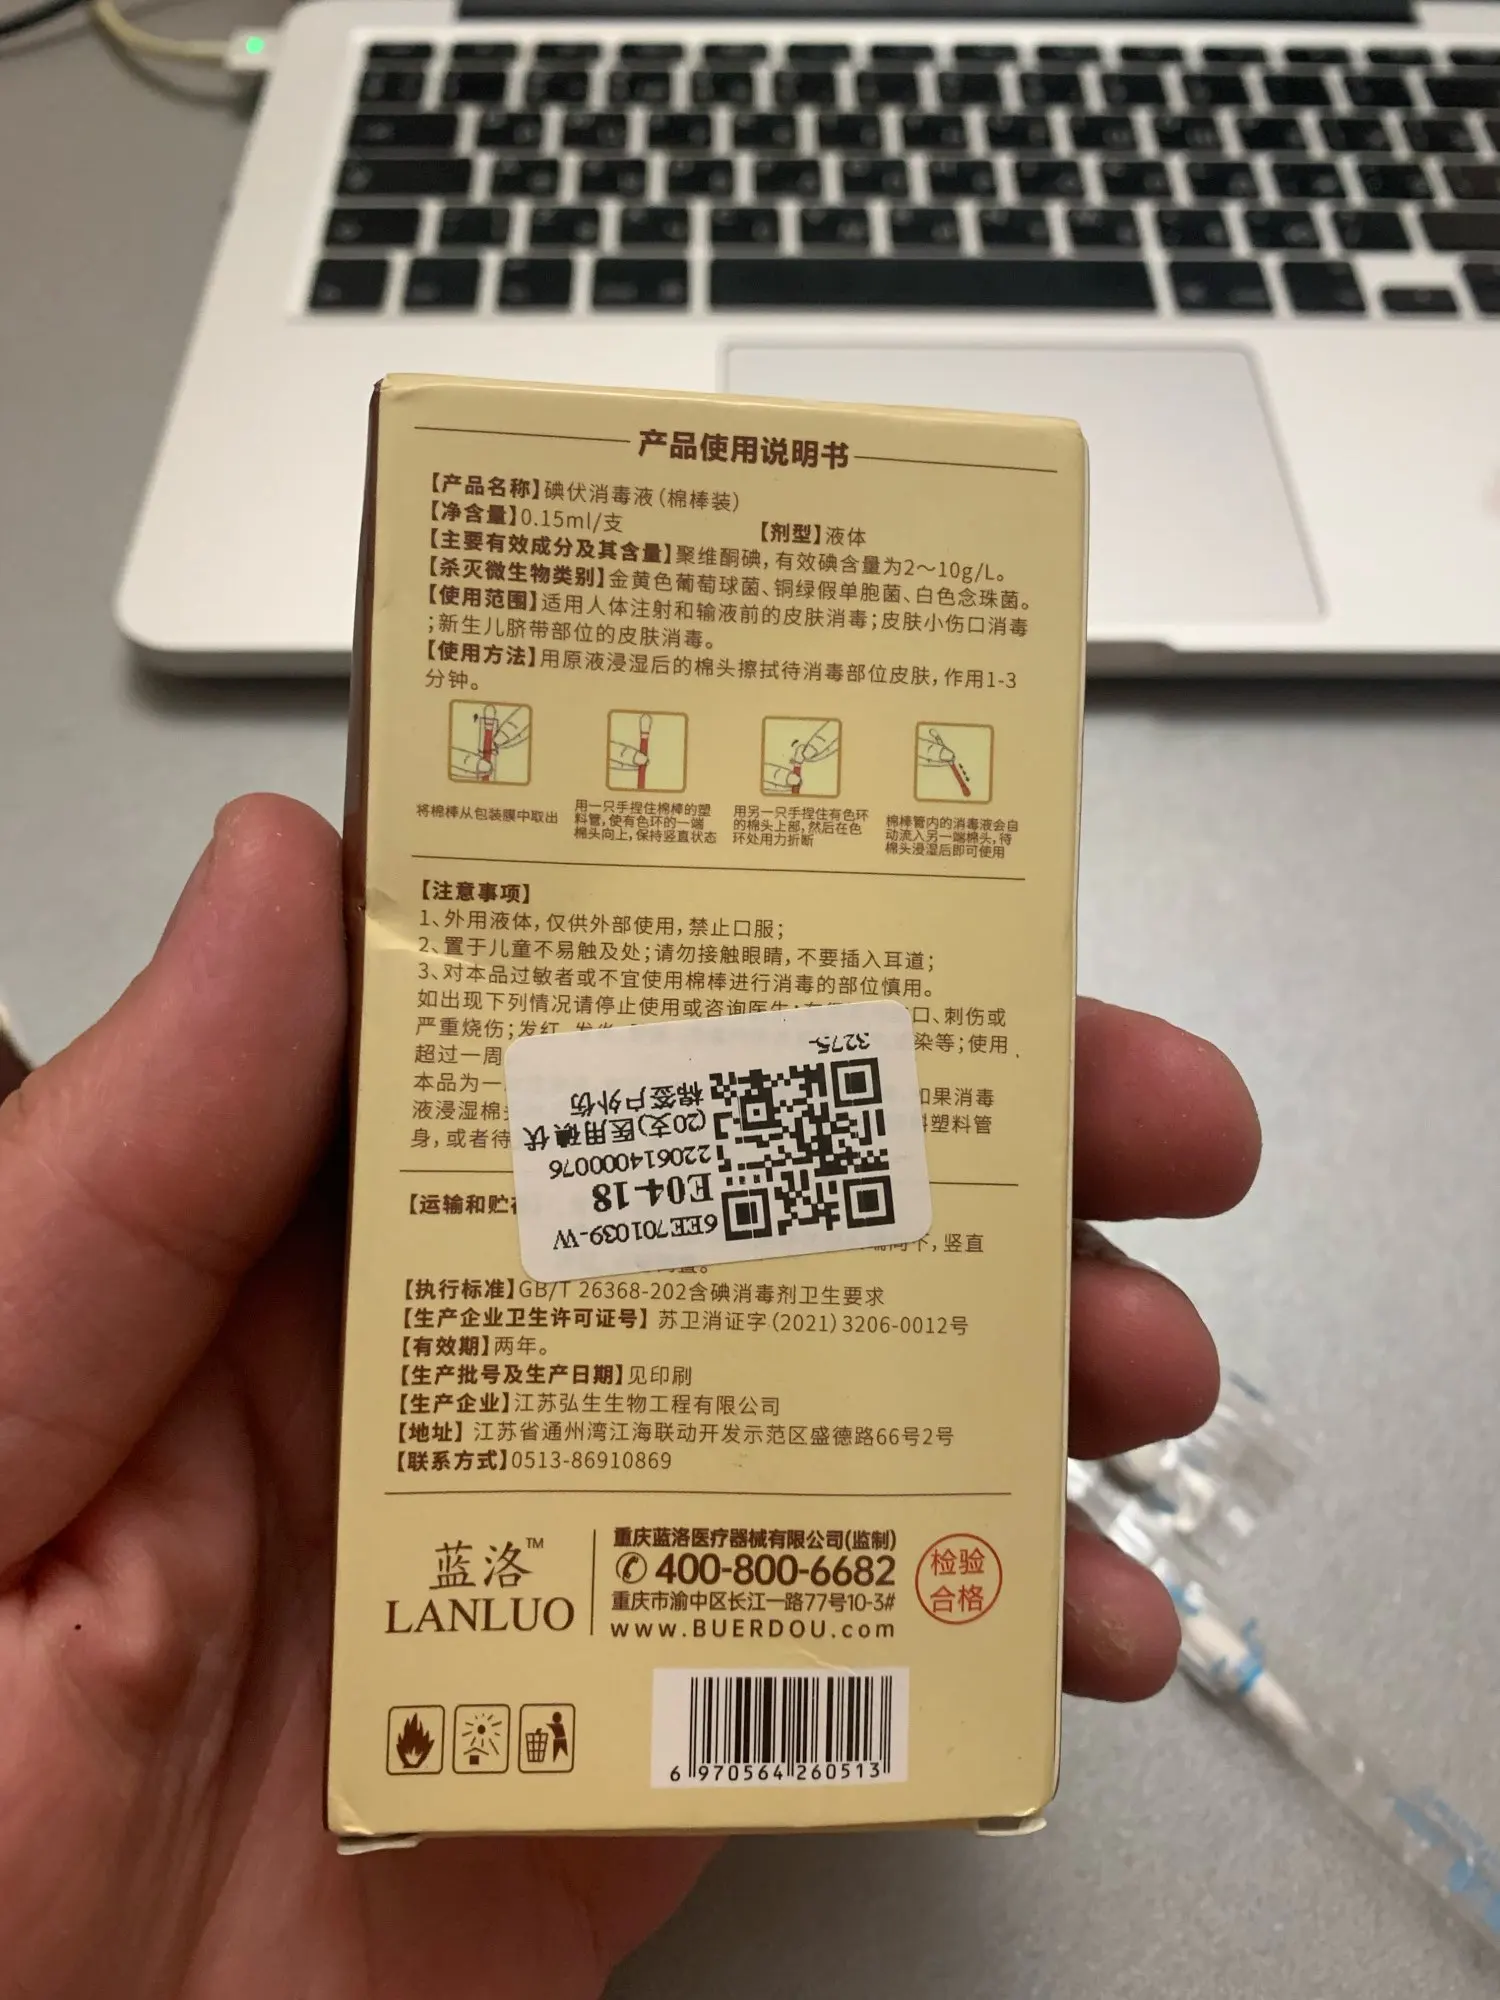 产品使用说明书
【产品名称】碘伏消毒液(棉棒装)
【净含量】0.15ml/支 【剂型】液体
【主要有效成分及其含量】聚维酮碘,有效碘含量为2~10g/L。
【杀灭微生物类别】金黄色葡萄球菌、铜绿假单胞菌、白色念珠菌。
【使用范围】适用人体注射和输液前的皮肤消毒;皮肤小伤口消毒
;新生儿脐带部位的皮肤消毒。
【使用方法】用原液浸湿后的棉头擦拭待消毒部位皮肤,作用1-3
分钟。
将棉棒从包装膜中取出
用一只手捏住棉棒的塑
料管,使有色环的一端
棉头向上,保持竖直状态
用另一只手捏住有色环
的棉头上部,然后在色
环处用力折断
棉棒管内的消毒液会自
动流入另一端棉头,待
棉头浸湿后即可使用
【注意事项】
1、外用液体,仅供外部使用,禁止口服;
2、置于儿童不易触及处;请勿接触眼睛,不要插入耳道;
3、对本品过敏者或不宜使用棉棒进行消毒的部位慎用。
如出现下列情况请停止使用或咨询医生: 口、刺伤或
严重烧伤;发红 染等;使用
超过一周
本品为一 如果消毒
液浸湿棉 塑料管
身,或者待
3275-
棉签户外伤
(20支)医用碘伏
220614000076
E04-18
6EE701039-W
【运输和贮
,竖直
【执行标准】GB/T 26368-202含碘消毒剂卫生要求
【生产企业卫生许可证号】苏卫消证字(2021)3206-0012号
【有效期】两年。
【生产批号及生产日期】见印刷
【生产企业】江苏弘生生物工程有限公司
【地址】江苏省通州湾江海联动开发示范区盛德路66号2号
【联系方式】0513-86910869
蓝洛™
LANLUO
重庆蓝洛医疗器械有限公司(监制)
400-800-6682
重庆市渝中区长江一路77号10-3#
www.BUERDOU.com
检验
合格
6 970564 260513